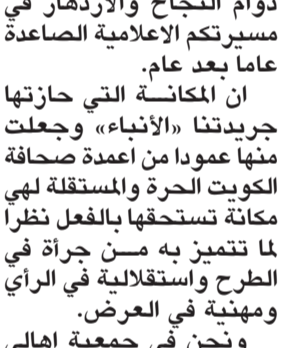 دوام النجاح والازدهار في
مسيرتكم الاعلامية الصاعدة
عاما بعد عام.
ان المكانة التي حازتها
جريدتنا «الأنباء» وجعلت
منها عمودا من اعمدة صحافة
الكويت الحرة والمستقلة لهي
مكانة تستحقها بالفعل نظرا
لما تتميز به من جرأة في
الطرح واستقلالية في الرأي
ومهنية في العرض.
ونحن في جمعية اهالي